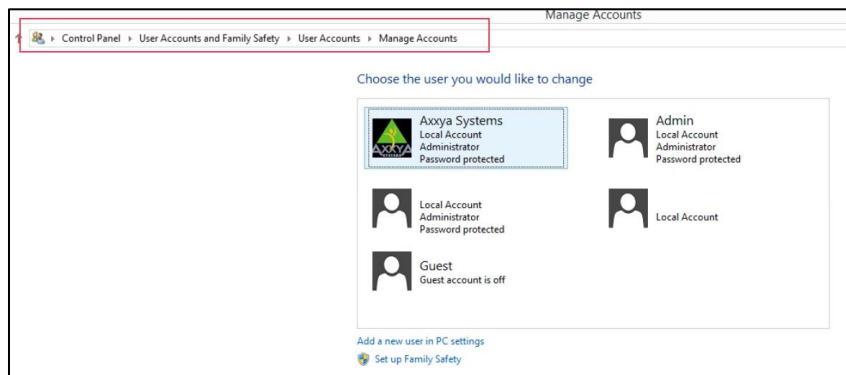 Manage Accounts
Control Panel ▸ User Accounts and Family Safety ▸ User Accounts ▸ Manage Accounts
Choose the user you would like to change
Axxya Systems
Local Account
Administrator
Password protected
Admin
Local Account
Administrator
Password protected
AXXYA
SYSTEMS
Local Account
Administrator
Password protected
Local Account
Guest
Guest account is off
Add a new user in PC settings
Set up Family Safety